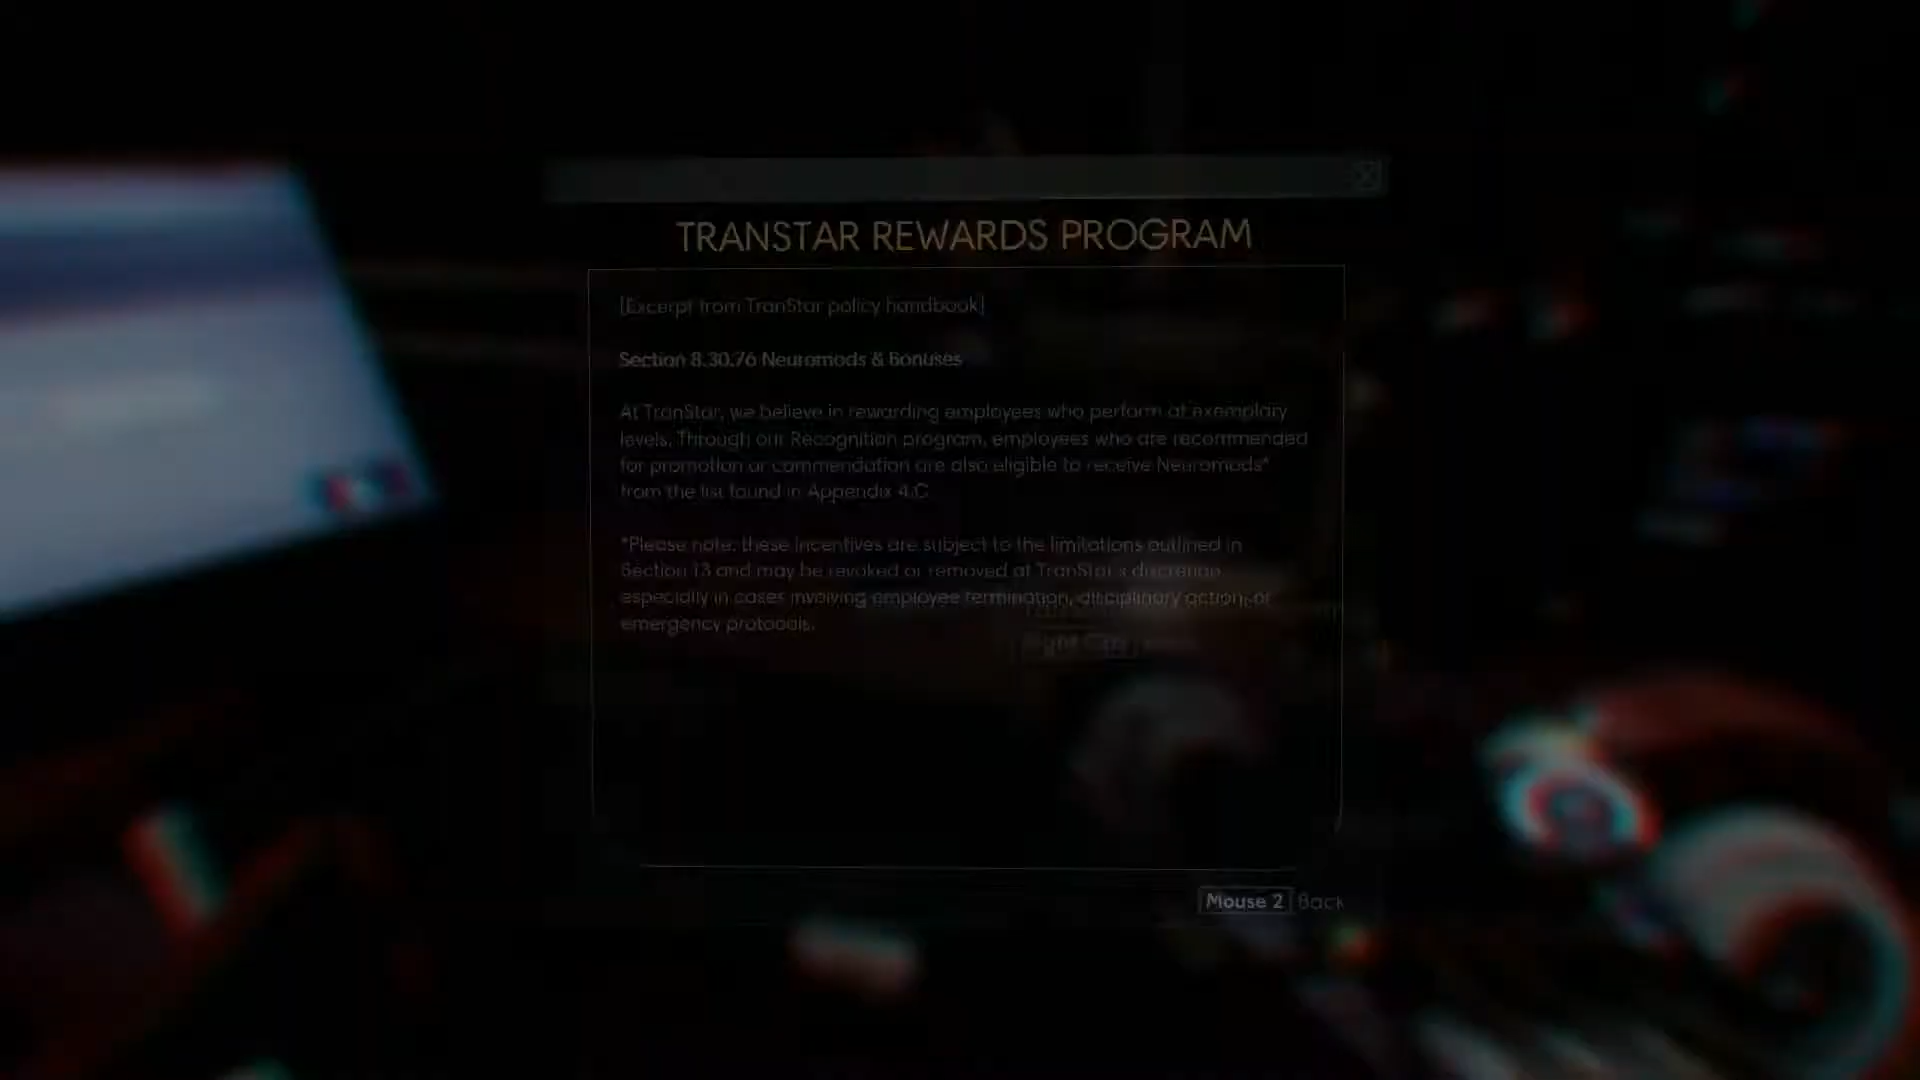 TRANSTAR REWARDS PROGRAM
[Excerpt from TranStar policy handbook]
Section 8.30.76 Neuromods & Bonuses
At TranStar, we believe in rewarding employees who perform at exemplary
levels. Through our Recognition program, employees who are recommended
for promotion or commendation are also eligible to receive Neuromods*
from the list found in Appendix 4.C
*Please note: these incentives are subject to the limitations outlined in
Section 13 and may be revoked or removed at TranStar's discretion,
especially in cases involving employee termination, disciplinary action, or
emergency protocols.
Mouse 2 Back